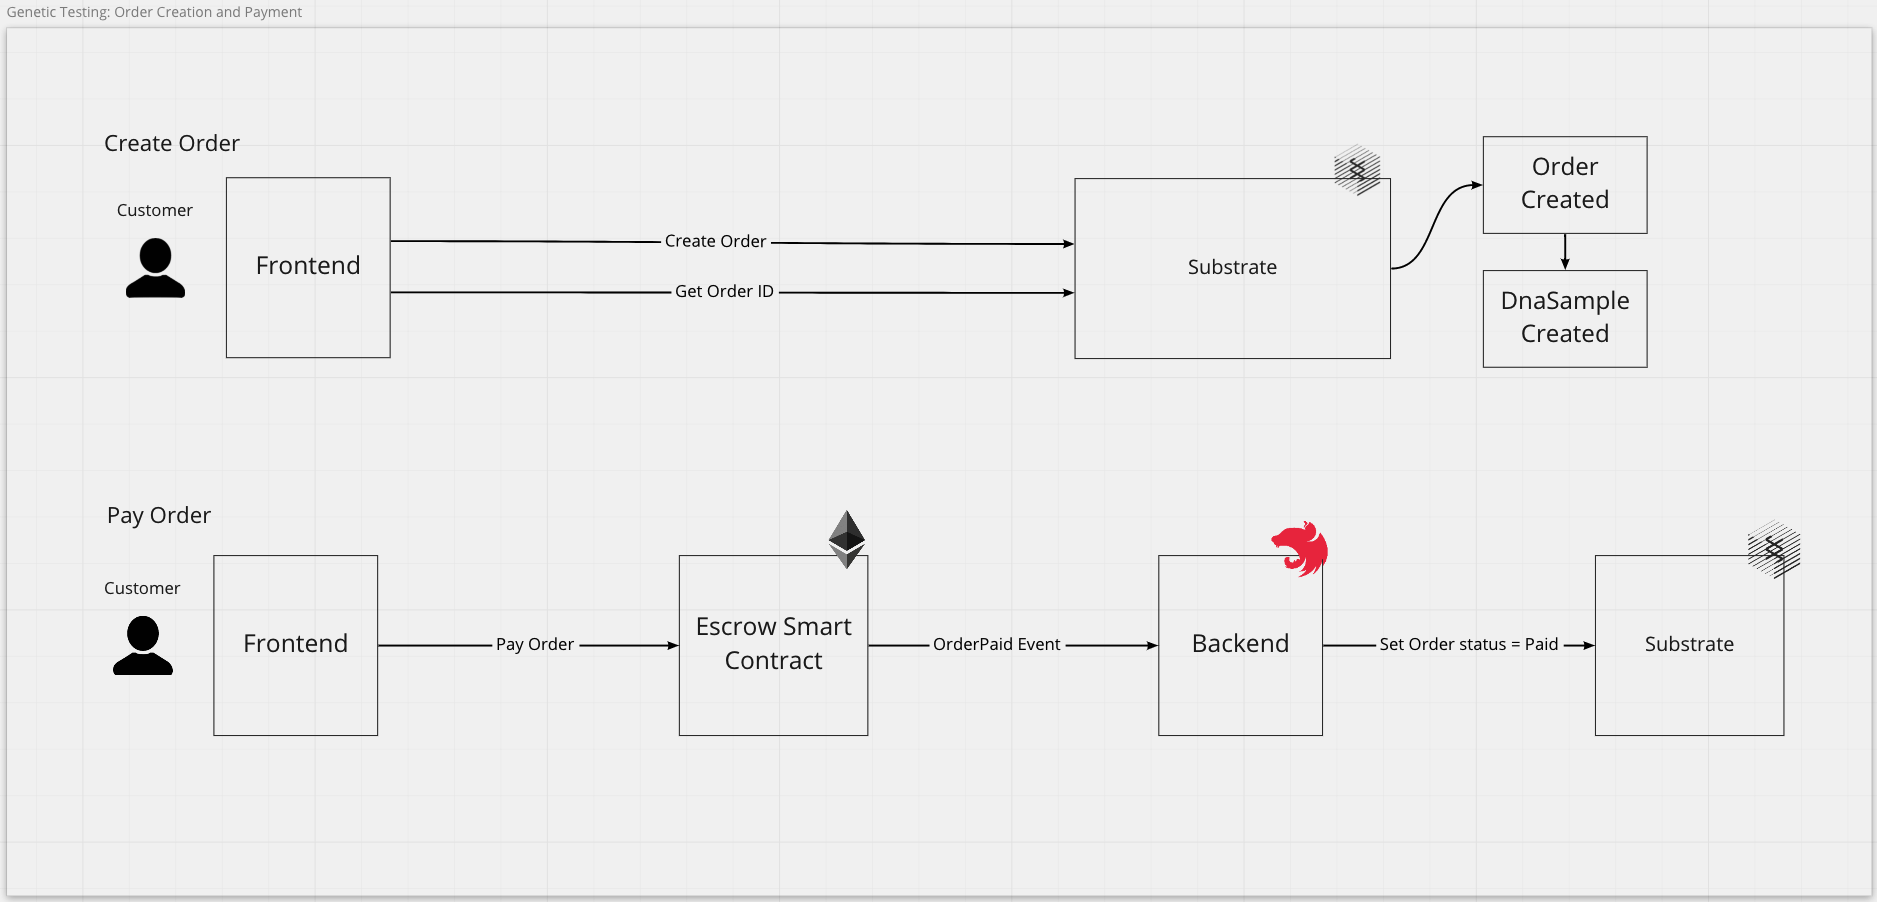 Genetic Testing: Order Creation and Payment
Create Order
Customer
Frontend
Create Order
Get Order ID
Substrate
Order
Created
DnaSample
Created
Pay Order
Customer
Frontend
Pay Order
Escrow Smart
Contract
OrderPaid Event
Backend
Set Order status = Paid
Substrate